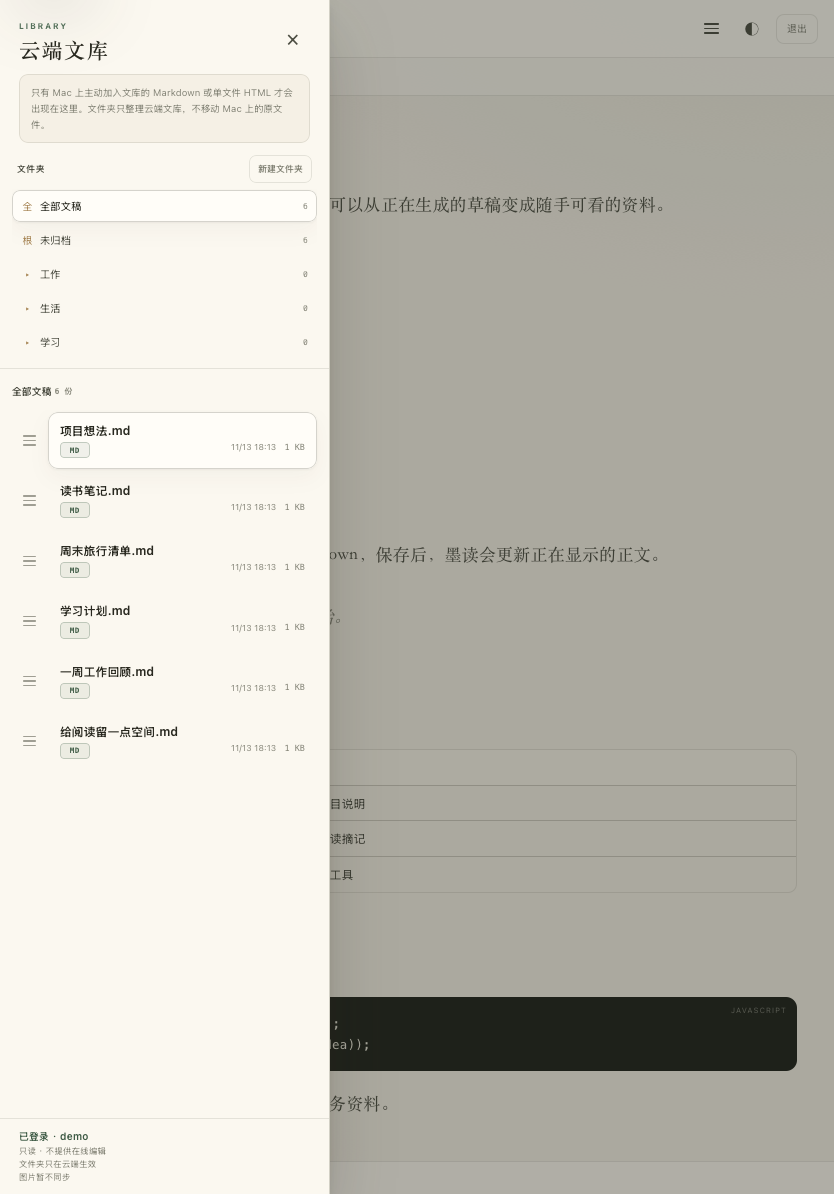 LIBRARY
云端文库
只有 Mac 上主动加入文库的 Markdown 或单文件 HTML 才会
出现在这里。文件夹只整理云端文库，不移动 Mac 上的原文
件。
文件夹
新建文件夹
全 全部文稿 6
根 未归档 6
工作 0
生活 0
学习 0
全部文稿 6 份
项目想法.md
MD 11/13 18:13 1 KB
读书笔记.md
MD 11/13 18:13 1 KB
周末旅行清单.md
MD 11/13 18:13 1 KB
学习计划.md
MD 11/13 18:13 1 KB
一周工作回顾.md
MD 11/13 18:13 1 KB
给阅读留一点空间.md
MD 11/13 18:13 1 KB
已登录 · demo
只读 · 不提供在线编辑
文件夹只在云端生效
图片暂不同步
退出
可以从正在生成的草稿变成随手可看的资料。
own，保存后，墨读会更新正在显示的正文。
目说明
读摘记
工具
JAVASCRIPT
;
dea));
务资料。